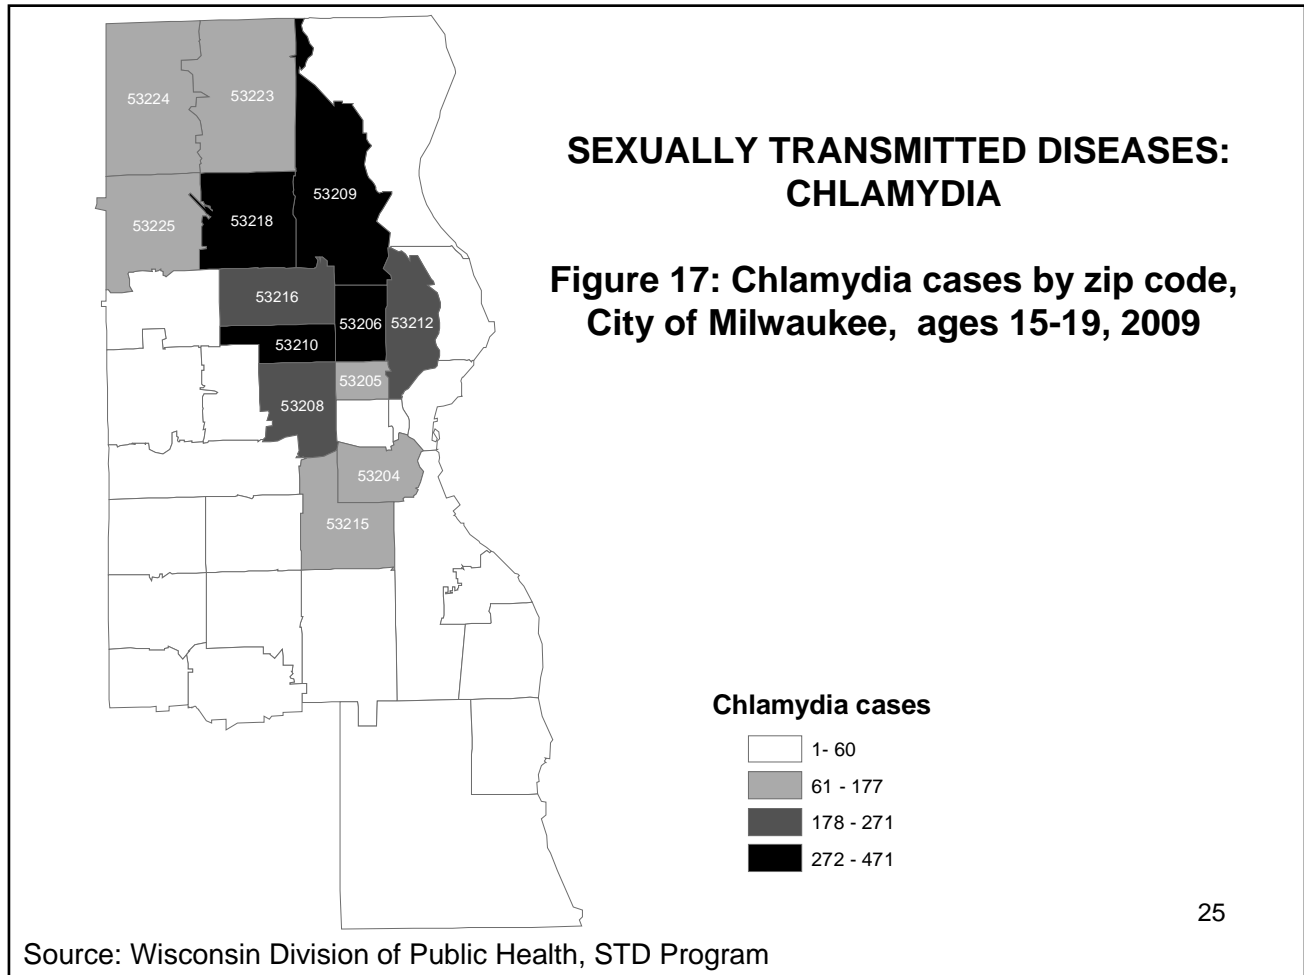 SEXUALLY TRANSMITTED DISEASES:
CHLAMYDIA
Figure 17: Chlamydia cases by zip code,
City of Milwaukee,  ages 15-19, 2009
53224
53223
53209
53225
53218
53216
53206
53212
53210
53205
53208
53204
53215
Chlamydia cases
1- 60
61 - 177
178 - 271
272 - 471
25
Source: Wisconsin Division of Public Health, STD Program